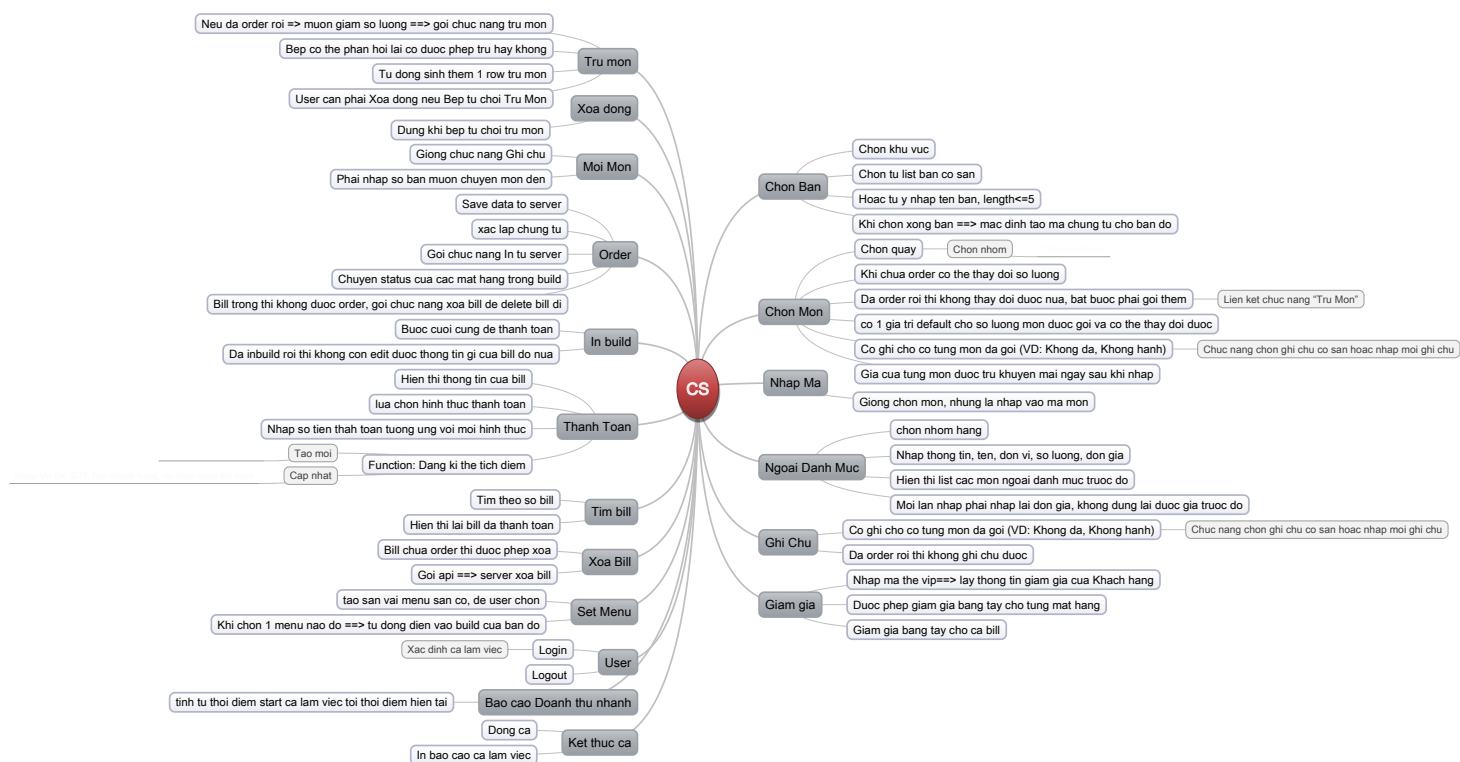 CS
Chon Ban
Chon khu vuc
Chon tu list ban co san
Hoac tu y nhap ten ban, length<=5
Khi chon xong ban ==> mac dinh tao ma chung tu cho ban do
Chon Mon
Chon quay
Chon nhom
Khi chua order co the thay doi so luong
Da order roi thi khong thay doi duoc nua, bat buoc phai goi them
Lien ket chuc nang "Tru Mon"
co 1 gia tri default cho so luong mon duoc goi va co the thay doi duoc
Co ghi cho co tung mon da goi (VD: Khong da, Khong hanh)
Chuc nang chon ghi chu co san hoac nhap moi ghi chu
Gia cua tung mon duoc tru khuyen mai ngay sau khi nhap
Nhap Ma
Giong chon mon, nhung la nhap vao ma mon
Ngoai Danh Muc
chon nhom hang
Nhap thong tin, ten, don vi, so luong, don gia
Hien thi list cac mon ngoai danh muc truoc do
Moi lan nhap phai nhap lai don gia, khong dung lai duoc gia truoc do
Ghi Chu
Co ghi cho co tung mon da goi (VD: Khong da, Khong hanh)
Chuc nang chon ghi chu co san hoac nhap moi ghi chu
Da order roi thi khong ghi chu duoc
Giam gia
Nhap ma the vip==> lay thong tin giam gia cua Khach hang
Duoc phep giam gia bang tay cho tung mat hang
Giam gia bang tay cho ca bill
Tru mon
Neu da order roi => muon giam so luong ==> goi chuc nang tru mon
Bep co the phan hoi lai co duoc phep tru hay khong
Tu dong sinh them 1 row tru mon
User can phai Xoa dong neu Bep tu choi Tru Mon
Xoa dong
Dung khi bep tu choi tru mon
Moi Mon
Giong chuc nang Ghi chu
Phai nhap so ban muon chuyen mon den
Order
Save data to server
xac lap chung tu
Goi chuc nang In tu server
Chuyen status cua cac mat hang trong build
Bill trong thi khong duoc order, goi chuc nang xoa bill de delete bill di
In build
Buoc cuoi cung de thanh toan
Da inbuild roi thi khong con edit duoc thong tin gi cua bill do nua
Thanh Toan
Hien thi thong tin cua bill
lua chon hinh thuc thanh toan
Nhap so tien thah toan tuong ung voi moi hinh thuc
Function: Dang ki the tich diem
Tao moi
Cap nhat
Tim bill
Tim theo so bill
Hien thi lai bill da thanh toan
Xoa Bill
Bill chua order thi duoc phep xoa
Goi api ==> server xoa bill
Set Menu
tao san vai menu san co, de user chon
Khi chon 1 menu nao do ==> tu dong dien vao build cua ban do
User
Login
Xac dinh ca lam viec
Logout
Bao cao Doanh thu nhanh
tinh tu thoi diem start ca lam viec toi thoi diem hien tai
Ket thuc ca
Dong ca
In bao cao ca lam viec